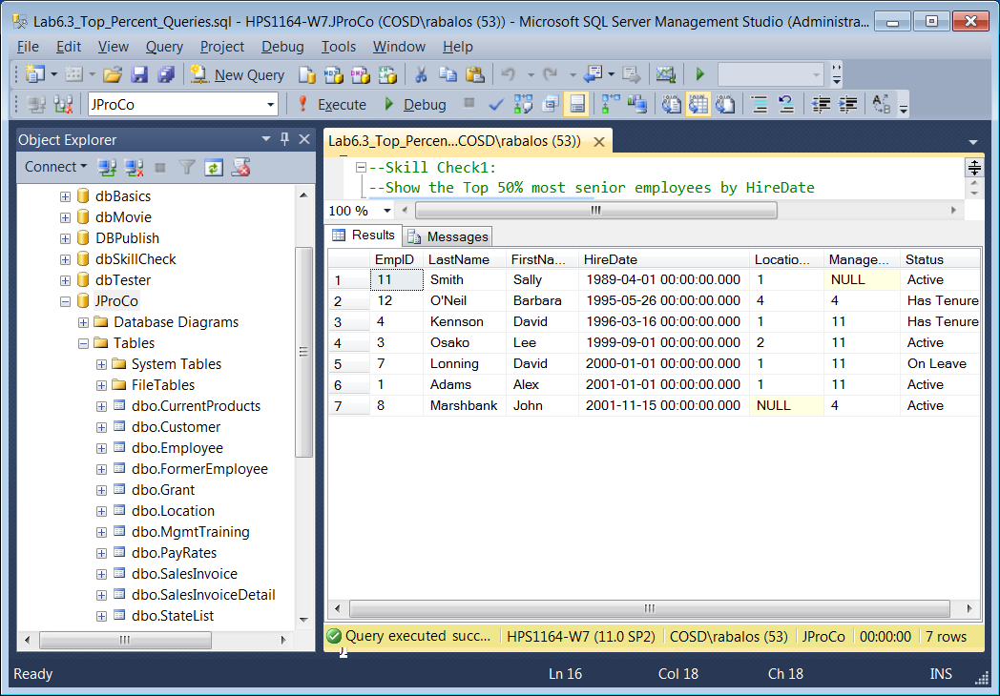 Lab6.3_Top_Percent_Queries.sql - HPS1164-W7.JProCo (COSD\rabalos (53)) - Microsoft SQL Server Management Studio (Administra...
File Edit View Query Project Debug Tools Window Help
New Query
JProCo Execute Debug
Object Explorer
Connect
dbBasics
dbMovie
DBPublish
dbSkillCheck
dbTester
JProCo
Database Diagrams
Tables
System Tables
FileTables
dbo.CurrentProducts
dbo.Customer
dbo.Employee
dbo.FormerEmployee
dbo.Grant
dbo.Location
dbo.MgmtTraining
dbo.PayRates
dbo.SalesInvoice
dbo.SalesInvoiceDetail
dbo.StateList
Lab6.3_Top_Percen...COSD\rabalos (53))
--Skill Check1:
--Show the Top 50% most senior employees by HireDate
100 %
Results Messages
EmpID LastName FirstNa... HireDate Locatio... Manage... Status
1 11 Smith Sally 1989-04-01 00:00:00.000 1 NULL Active
2 12 O'Neil Barbara 1995-05-26 00:00:00.000 4 4 Has Tenure
3 4 Kennson David 1996-03-16 00:00:00.000 1 11 Has Tenure
4 3 Osako Lee 1999-09-01 00:00:00.000 2 11 Active
5 7 Lonning David 2000-01-01 00:00:00.000 1 11 On Leave
6 1 Adams Alex 2001-01-01 00:00:00.000 1 11 Active
7 8 Marshbank John 2001-11-15 00:00:00.000 NULL 4 Active
Query executed succ... HPS1164-W7 (11.0 SP2) COSD\rabalos (53) JProCo 00:00:00 7 rows
Ready Ln 16 Col 18 Ch 18 INS